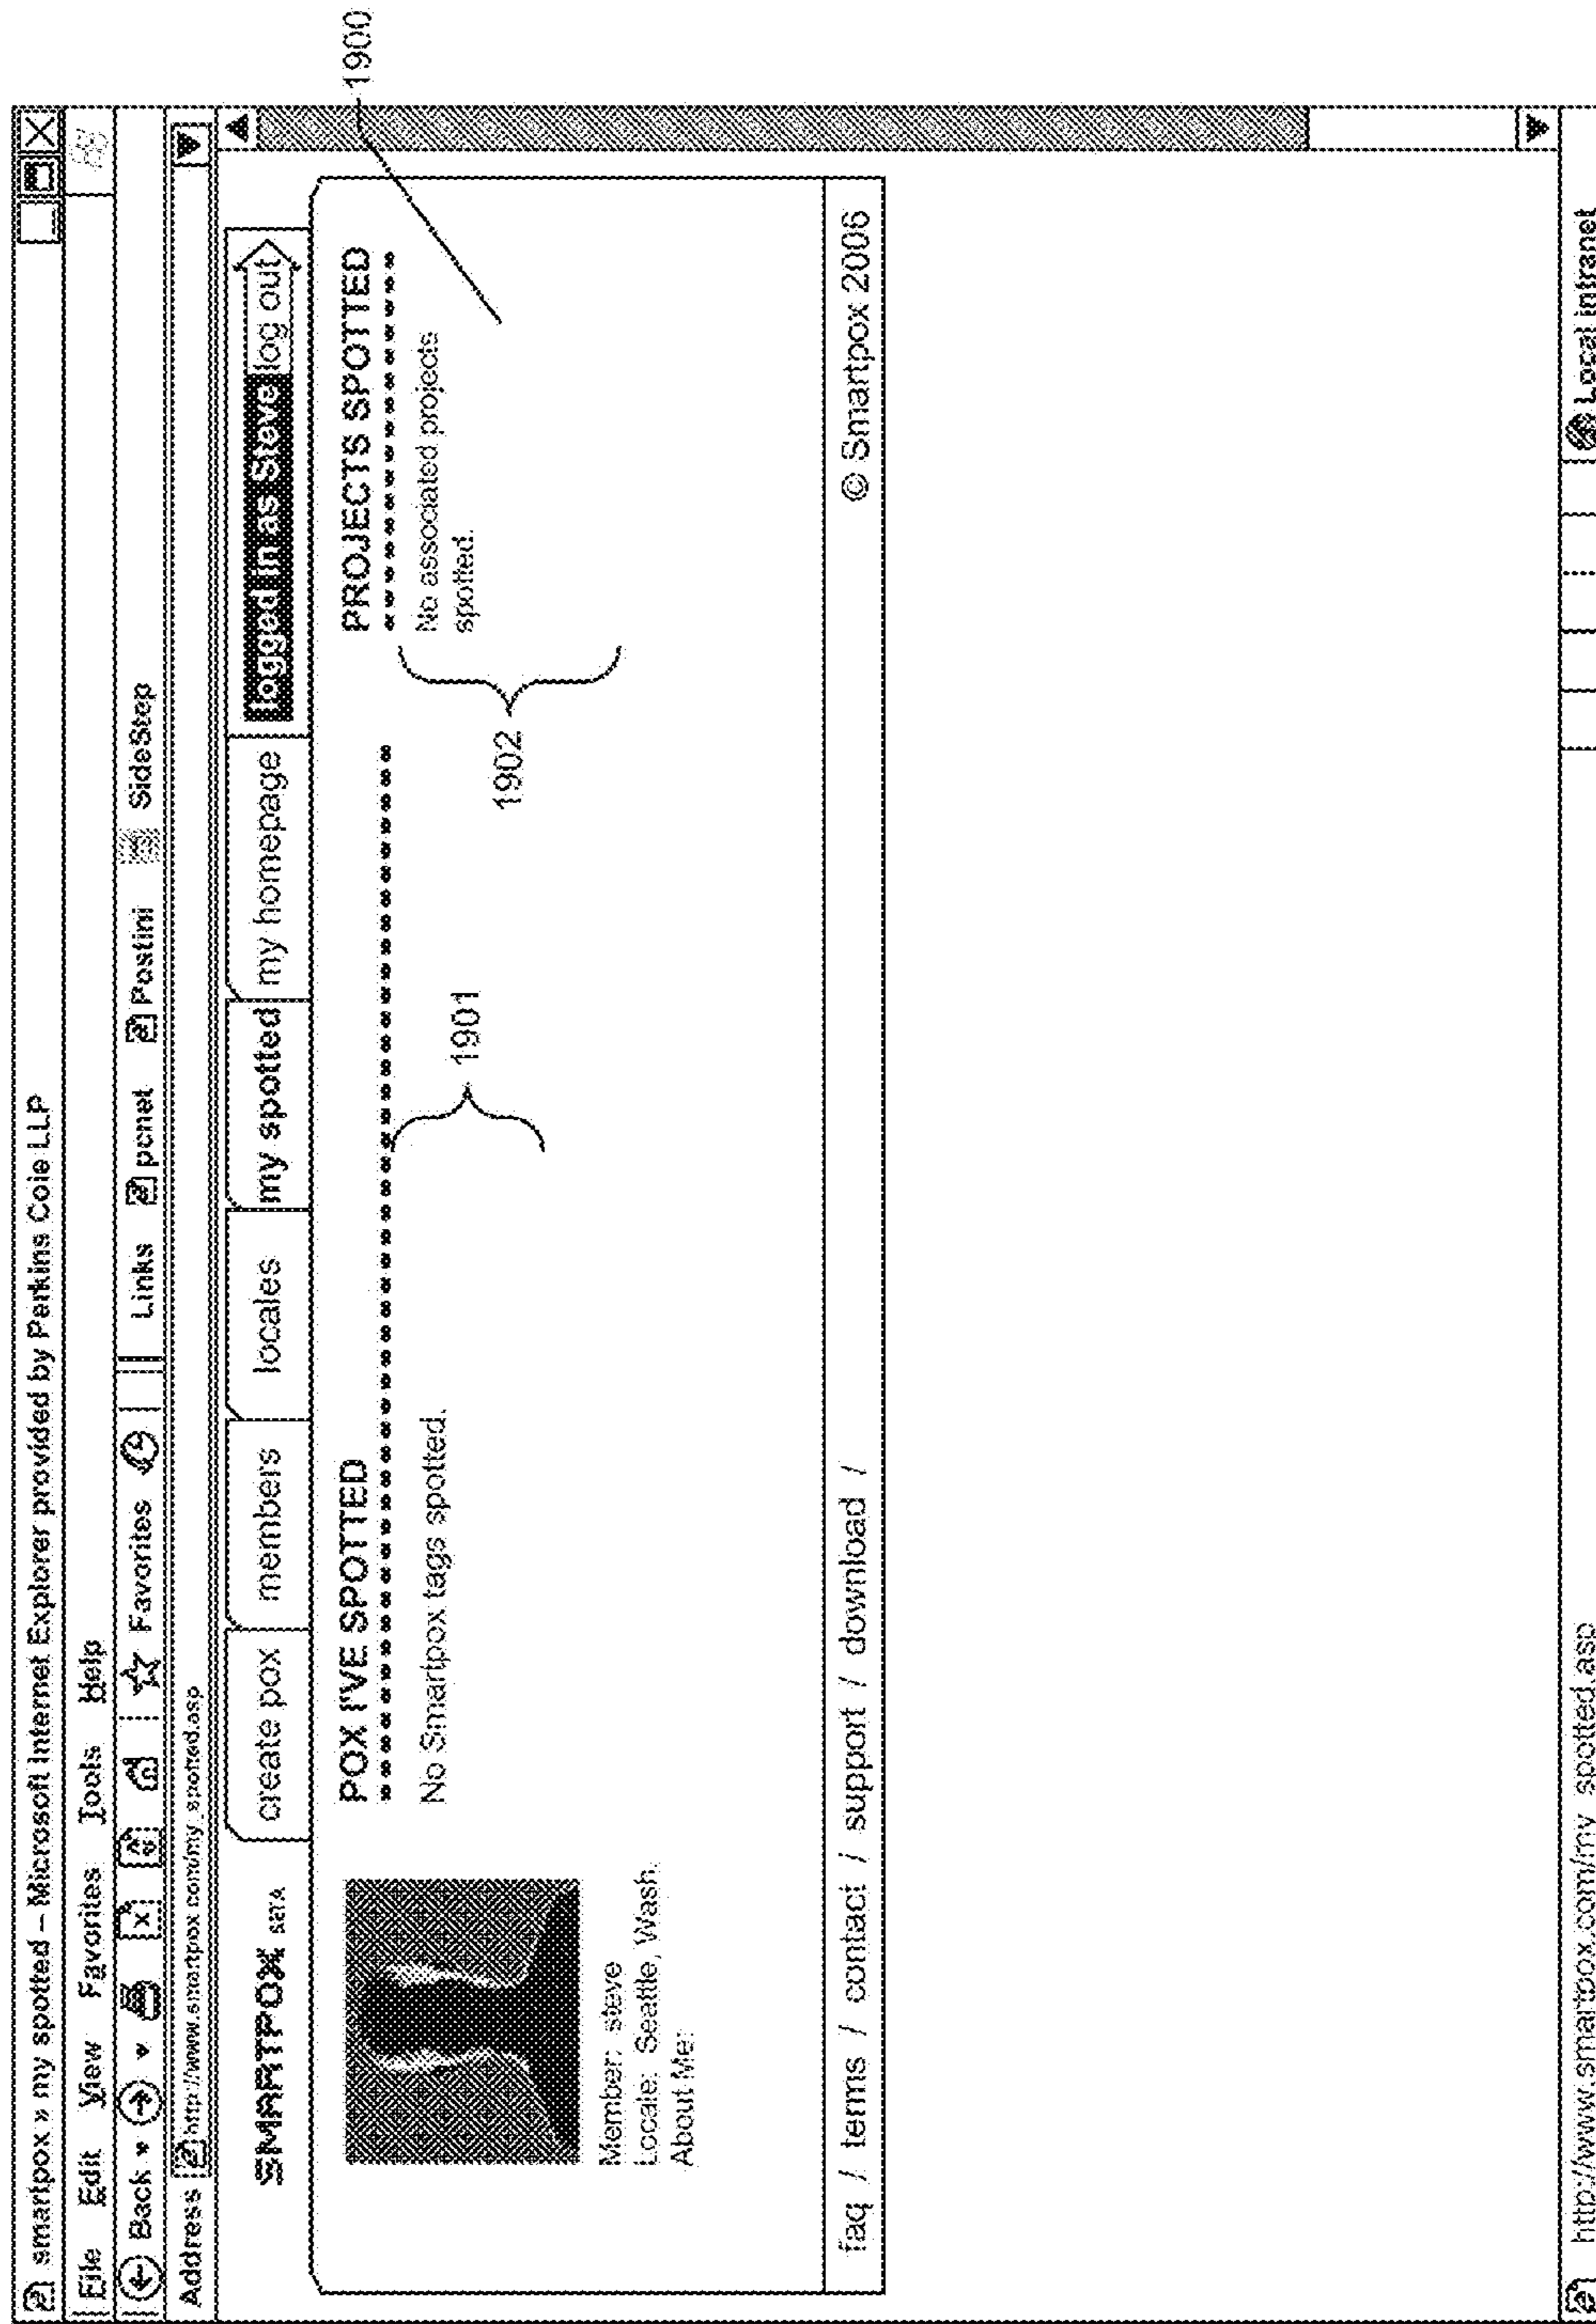 smartpox » my spotted – Microsoft Internet Explorer provided by Perkins Coie LLP
File Edit View Favorites Tools Help
Back Favorites Links pcnet Postini SideStep
Address http://www.smartpox.com/my_spotted.asp
SMARTPOX create pox members locales my spotted my homepage logged in as Steve log out
POX I'VE SPOTTED
No Smartpox tags spotted.
PROJECTS SPOTTED
No associated projects
spotted.
1900
1901
1902
Member: steve
Locale: Seattle, Wash.
About Me:
faq / terms / contact / support / download /
© Smartpox 2006
http://www.smartpox.com/my_spotted.asp Local intranet